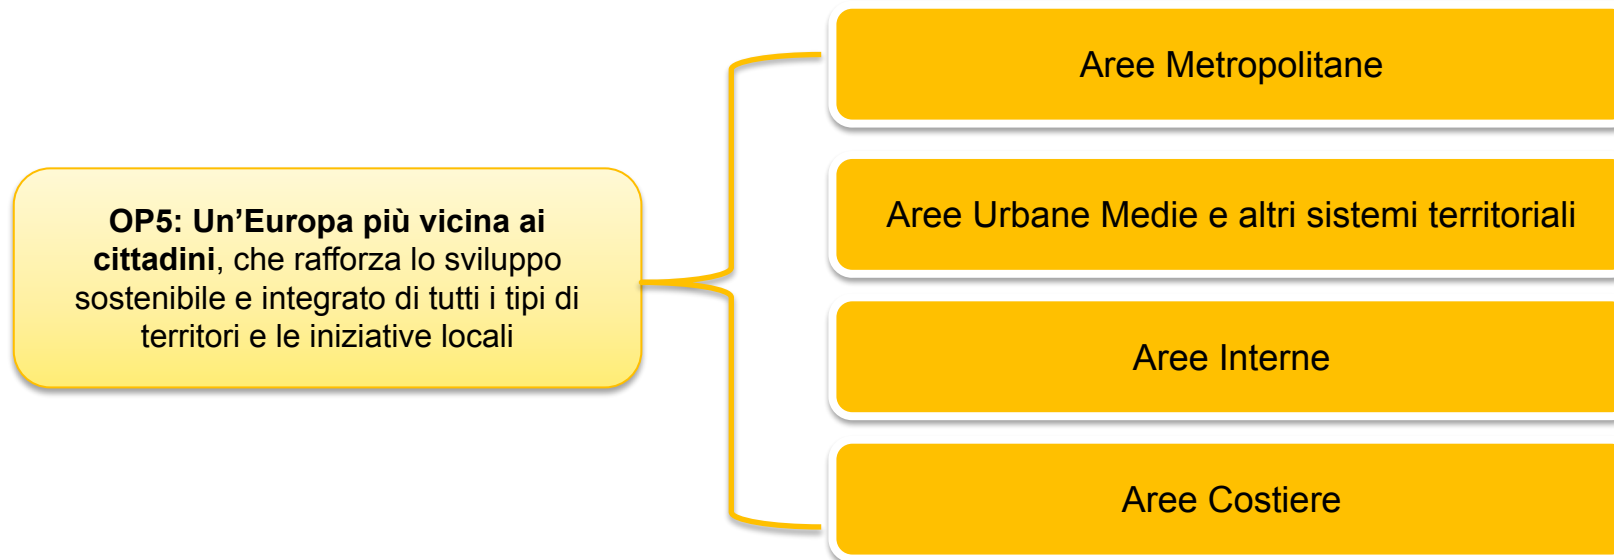 OP5: Un’Europa più vicina ai
cittadini, che rafforza lo sviluppo
sostenibile e integrato di tutti i tipi di
territori e le iniziative locali
Aree Metropolitane
Aree Urbane Medie e altri sistemi territoriali
Aree Interne
Aree Costiere